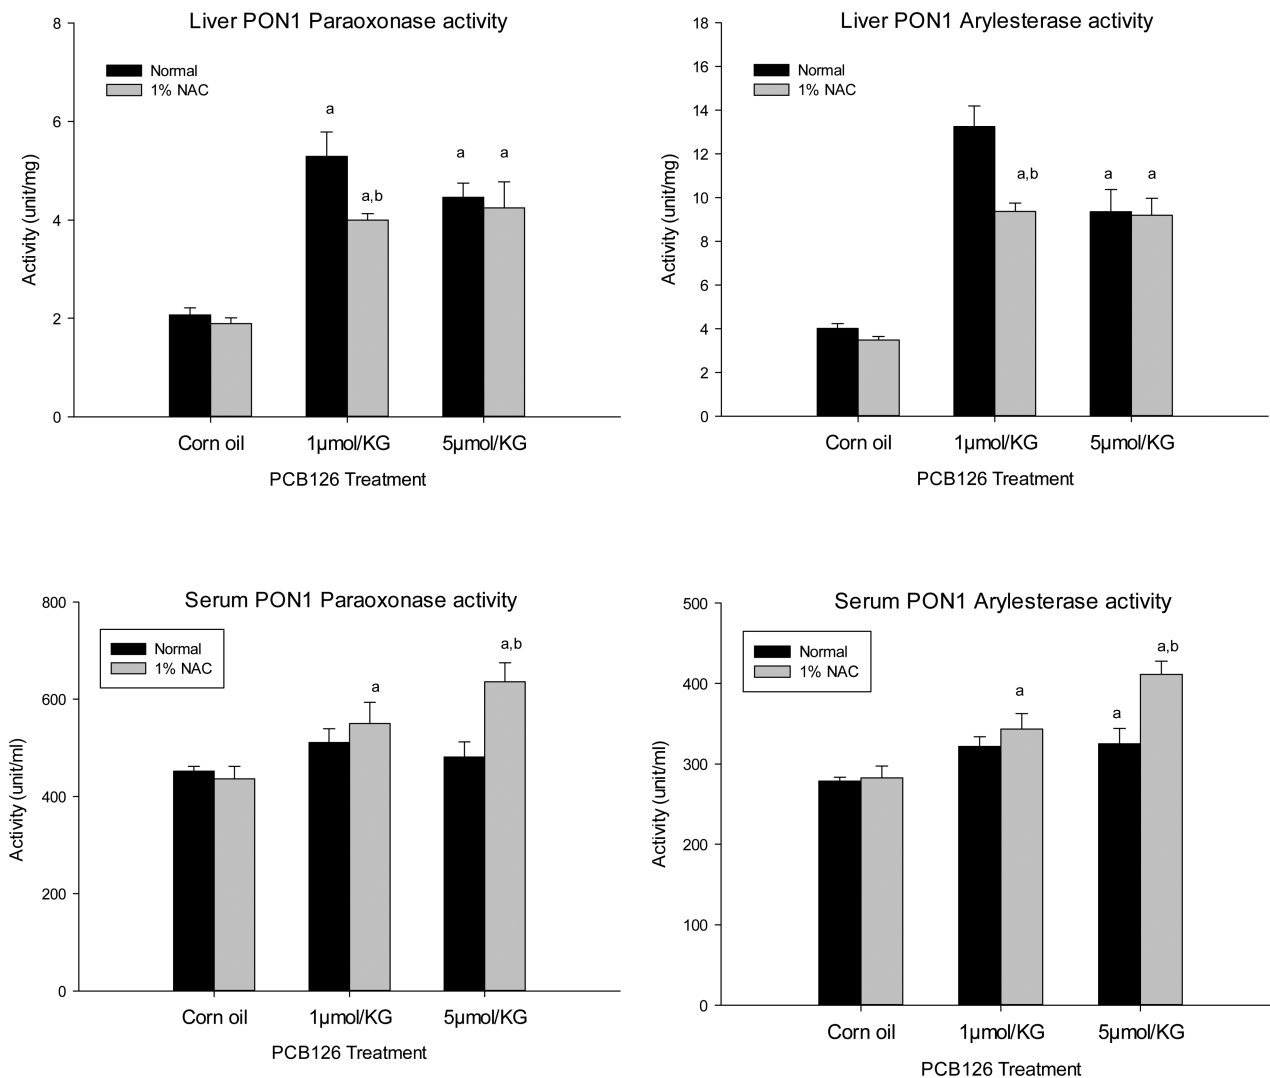 Liver PON1 Paraoxonase activity
8
6
4
2
0
Activity (unit/mg)
Normal
1% NAC
a
a,b
a
a
Corn oil
1µmol/KG
5µmol/KG
PCB126 Treatment
Liver PON1 Arylesterase activity
18
16
14
12
10
8
6
4
2
0
Activity (unit/mg)
Normal
1% NAC
a,b
a
a
Corn oil
1µmol/KG
5µmol/KG
PCB126 Treatment
Serum PON1 Paraoxonase activity
800
600
400
200
0
Activity (unit/ml)
Normal
1% NAC
a
a,b
Corn oil
1µmol/KG
5µmol/KG
PCB126 Treatment
Serum PON1 Arylesterase activity
500
400
300
200
100
0
Activity (unit/ml)
Normal
1% NAC
a
a
a,b
Corn oil
1µmol/KG
5µmol/KG
PCB126 Treatment